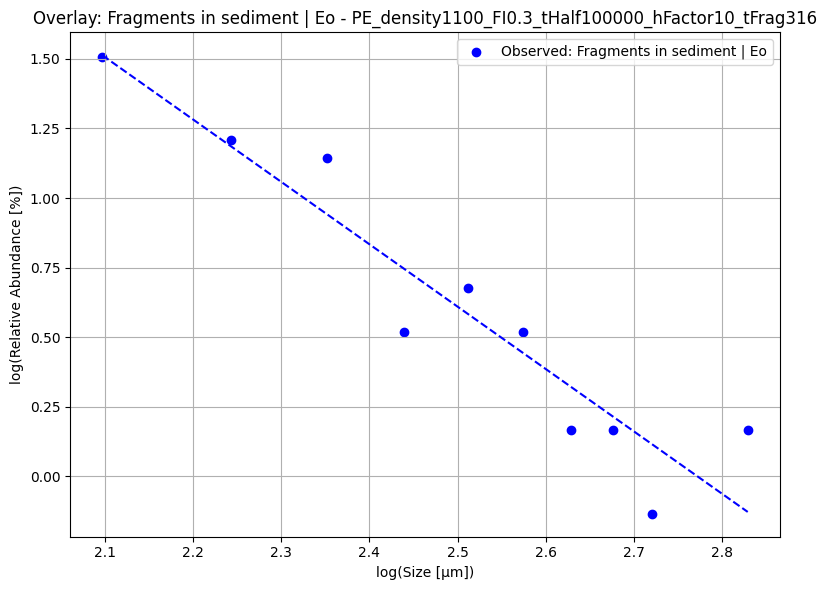 Overlay: Fragments in sediment | Eo - PE_density1100_FI0.3_tHalf100000_hFactor10_tFrag316
Observed: Fragments in sediment | Eo
1.50
1.25
1.00
0.75
0.50
0.25
0.00
log(Relative Abundance [%])
2.1 2.2 2.3 2.4 2.5 2.6 2.7 2.8
log(Size [μm])